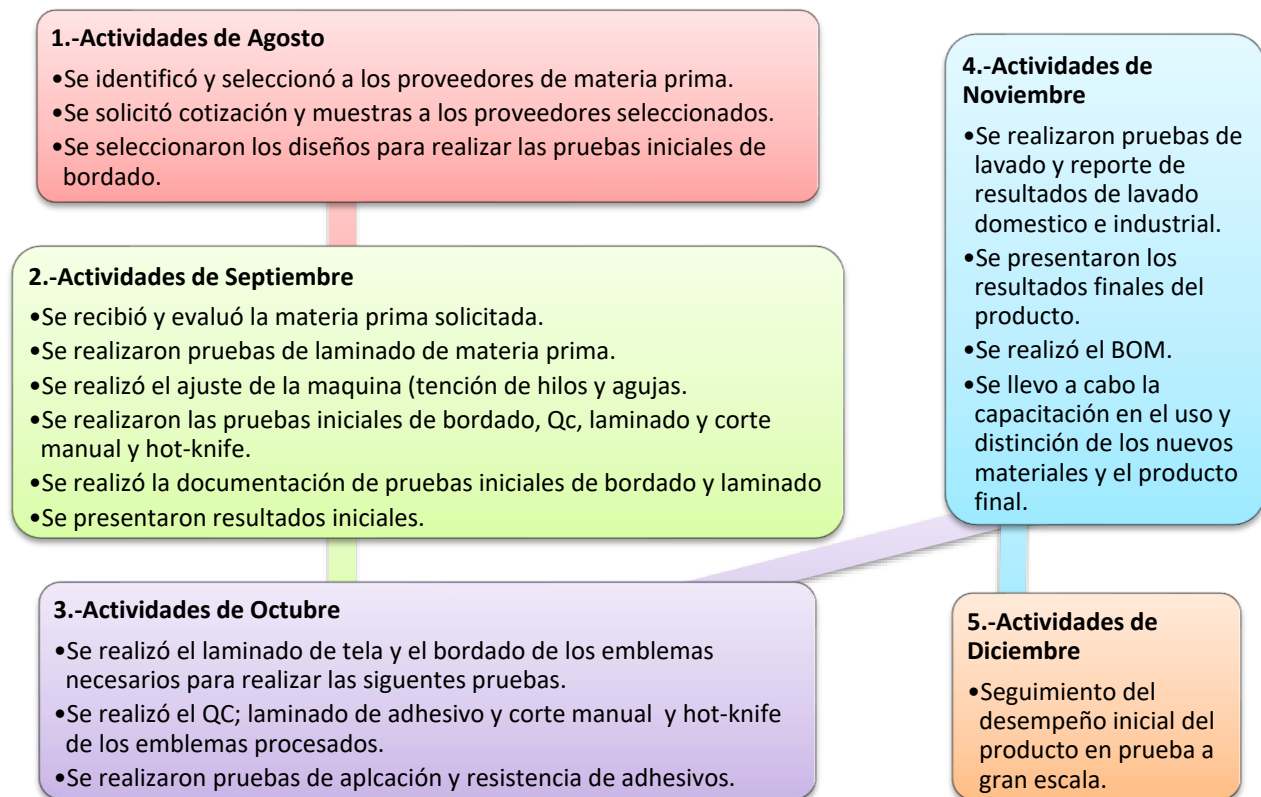 1.-Actividades de Agosto
•Se identificó y seleccionó a los proveedores de materia prima.
•Se solicitó cotización y muestras a los proveedores seleccionados.
•Se seleccionaron los diseños para realizar las pruebas iniciales de
bordado.
2.-Actividades de Septiembre
•Se recibió y evaluó la materia prima solicitada.
•Se realizaron pruebas de laminado de materia prima.
•Se realizó el ajuste de la maquina (tención de hilos y agujas.
•Se realizaron las pruebas iniciales de bordado, Qc, laminado y corte
manual y hot-knife.
•Se realizó la documentación de pruebas iniciales de bordado y laminado
•Se presentaron resultados iniciales.
3.-Actividades de Octubre
•Se realizó el laminado de tela y el bordado de los emblemas
necesarios para realizar las siguentes pruebas.
•Se realizó el QC; laminado de adhesivo y corte manual y hot-knife
de los emblemas procesados.
•Se realizaron pruebas de aplcación y resistencia de adhesivos.
4.-Actividades de
Noviembre
•Se realizaron pruebas de
lavado y reporte de
resultados de lavado
domestico e industrial.
•Se presentaron los
resultados finales del
producto.
•Se realizó el BOM.
•Se llevo a cabo la
capacitación en el uso y
distinción de los nuevos
materiales y el producto
final.
5.-Actividades de
Diciembre
•Seguimiento del
desempeño inicial del
producto en prueba a
gran escala.